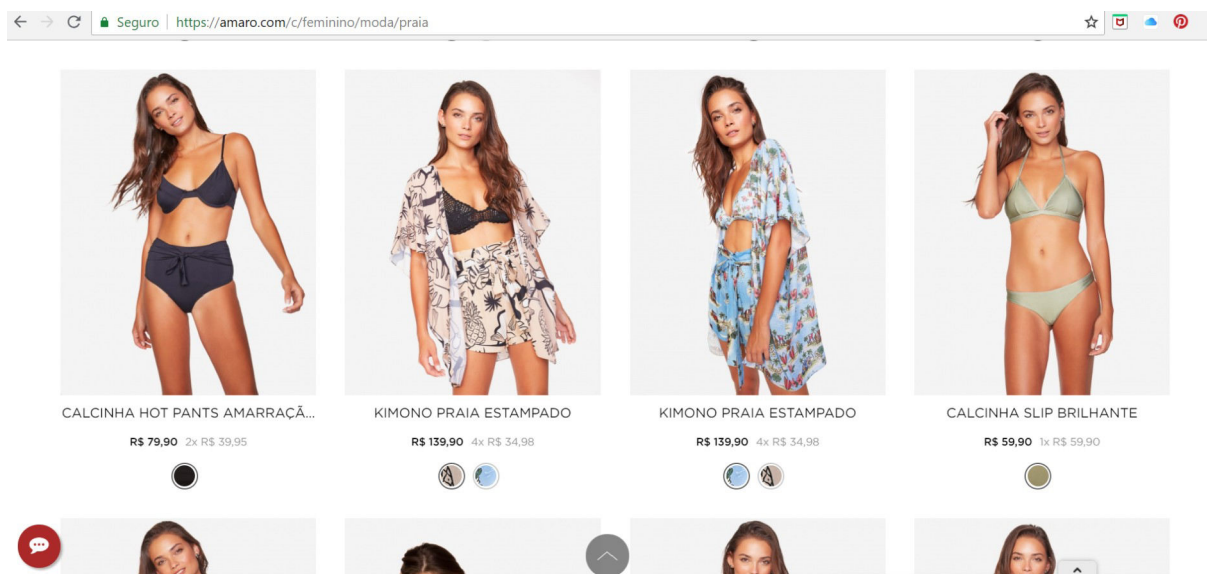 Seguro
https://amaro.com/c/feminino/moda/praia
CALCINHA HOT PANTS AMARRAÇÃ...
R$ 79,90 2x R$ 39,95
KIMONO PRAIA ESTAMPADO
R$ 139,90 4x R$ 34,98
KIMONO PRAIA ESTAMPADO
R$ 139,90 4x R$ 34,98
CALCINHA SLIP BRILHANTE
R$ 59,90 1x R$ 59,90